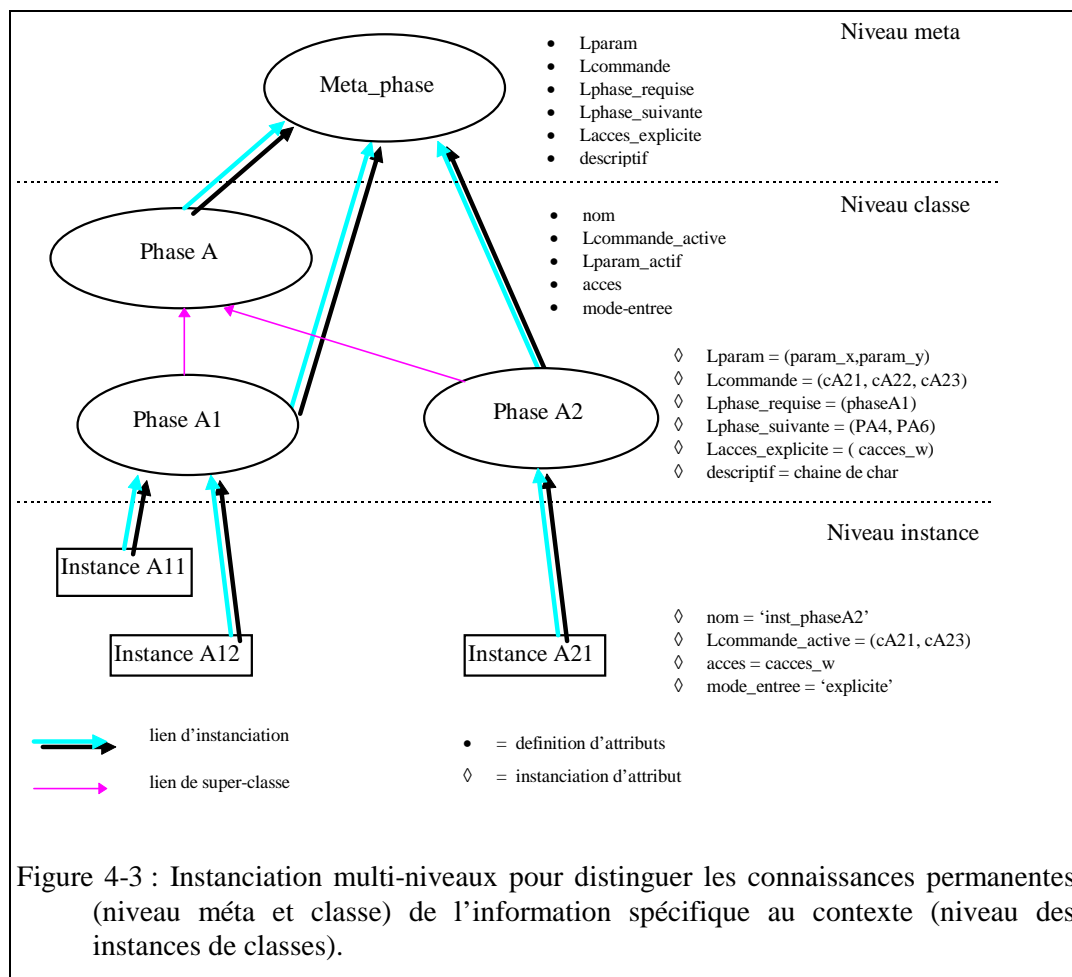 Niveau meta
Meta_phase
• Lparam
• Lcommande
• Lphase_requise
• Lphase_suivante
• Lacces_explicite
• descriptif
Niveau classe
Phase A
• nom
• Lcommande_active
• Lparam_actif
• acces
• mode-entree
Phase A1
Phase A2
◊ Lparam = (param_x,param_y)
◊ Lcommande = (cA21, cA22, cA23)
◊ Lphase_requise = (phaseA1)
◊ Lphase_suivante = (PA4, PA6)
◊ Lacces_explicite = ( cacces_w)
◊ descriptif = chaine de char
Niveau instance
Instance A11
Instance A12
Instance A21
◊ nom = ‘inst_phaseA2’
◊ Lcommande_active = (cA21, cA23)
◊ acces = cacces_w
◊ mode_entree = ‘explicite’
lien d’instanciation
• = definition d’attributs
lien de super-classe
◊ = instanciation d’attribut
Figure 4-3 : Instanciation multi-niveaux pour distinguer les connaissances permanentes
(niveau méta et classe) de l’information spécifique au contexte (niveau des
instances de classes).